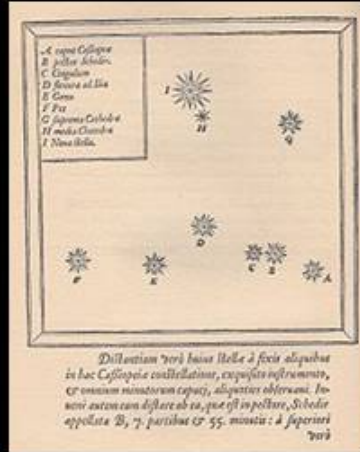 A caput Cassiopeæ
B pectus Schedir.
C Cingulum
D flexura ad Ilia
E Genu
F Pes
G suprema Cathedræ
H media Chatedræ
I Noua stella.
I
H
G
D
F
E
C
B
A
Distantiam verò huius stellæ à fixis aliquibus
in hac Cassiopeiæ constellatione, exquisito instrumento,
& omnium minutorum capacj, aliquoties obseruaui. In-
ueni autem eam distare ab ea, quæ est in pectore, Schedir
appellata B, 7. partibus & 55. minutis : à superiori
verò